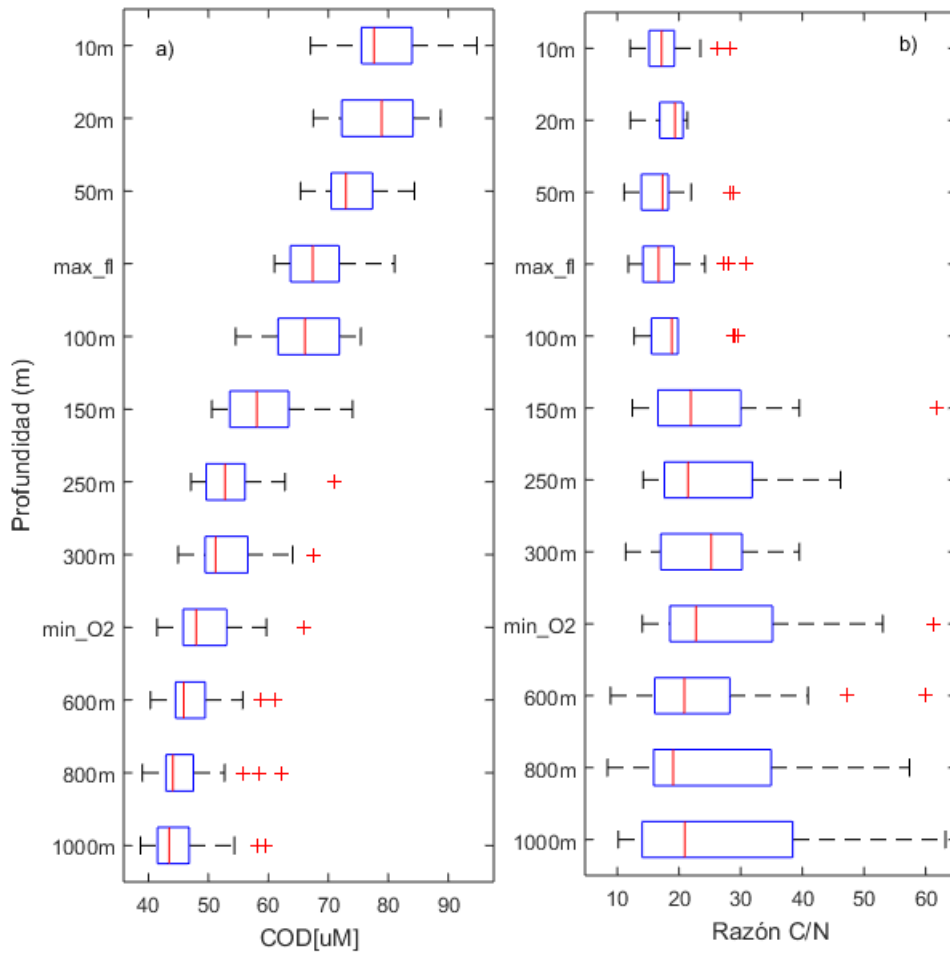 a)
10m
20m
50m
max_fl
100m
150m
250m
300m
min_O2
600m
800m
1000m
Profundidad (m)
40 50 60 70 80 90
COD[uM]
b)
10m
20m
50m
max_fl
100m
150m
250m
300m
min_O2
600m
800m
1000m
10 20 30 40 50 60
Razón C/N